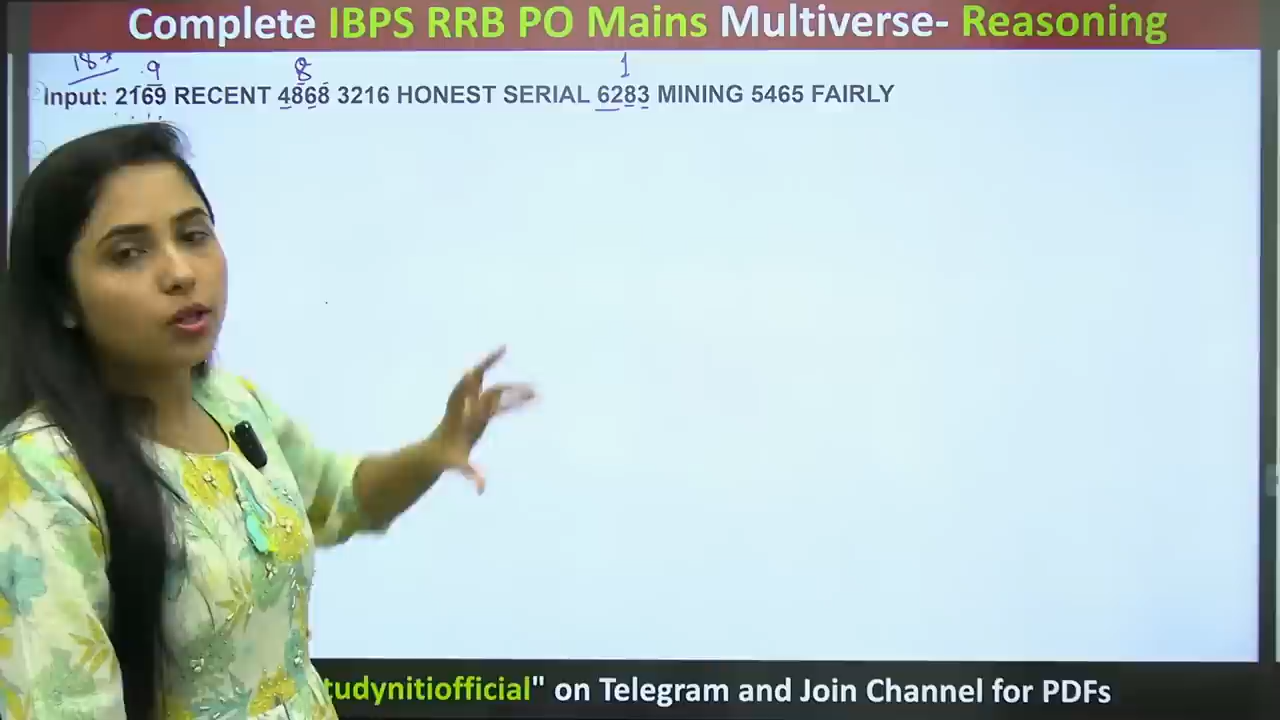 Complete IBPS RRB PO Mains Multiverse- Reasoning
18
9 8 1
Input: 2169 RECENT 4868 3216 HONEST SERIAL 6283 MINING 5465 FAIRLY
tudynitiofficial" on Telegram and Join Channel for PDFs